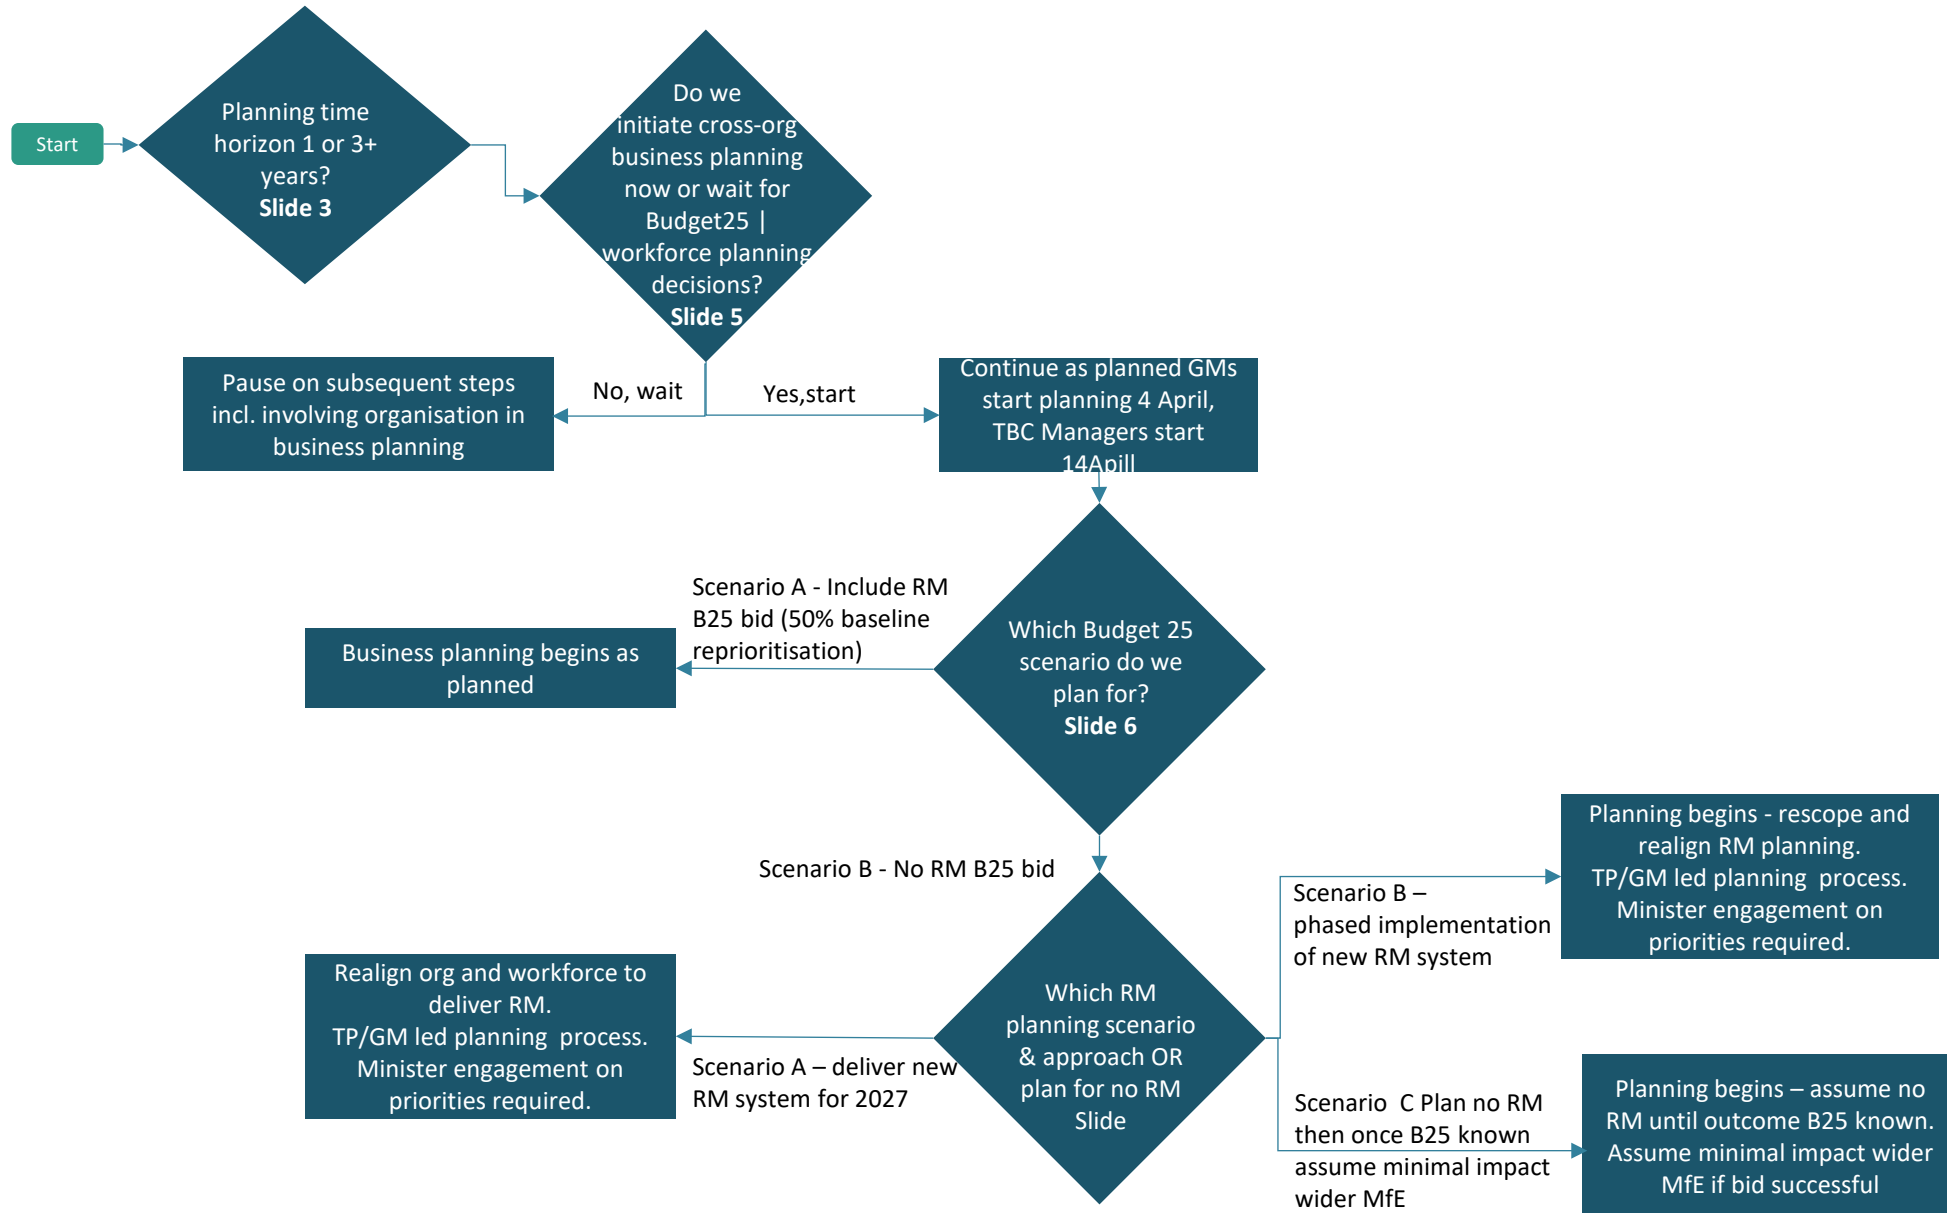 Start
Planning time
horizon 1 or 3+
years?
Slide 3
Do we
initiate cross-org
business planning
now or wait for
Budget25 |
workforce planning
decisions?
Slide 5
Pause on subsequent steps
incl. involving organisation in
business planning
No, wait
Yes,start
Continue as planned GMs
start planning 4 April,
TBC Managers start
14Apill
Scenario A - Include RM
B25 bid (50% baseline
reprioritisation)
Business planning begins as
planned
Which Budget 25
scenario do we
plan for?
Slide 6
Scenario B - No RM B25 bid
Planning begins - rescope and
realign RM planning.
TP/GM led planning  process.
Minister engagement on
priorities required.
Scenario B –
phased implementation
of new RM system
Realign org and workforce to
deliver RM.
TP/GM led planning  process.
Minister engagement on
priorities required.
Scenario A – deliver new
RM system for 2027
Which RM
planning scenario
& approach OR
plan for no RM
Slide
Scenario  C Plan no RM
then once B25 known
assume minimal impact
wider MfE
Planning begins – assume no
RM until outcome B25 known.
Assume minimal impact wider
MfE if bid successful